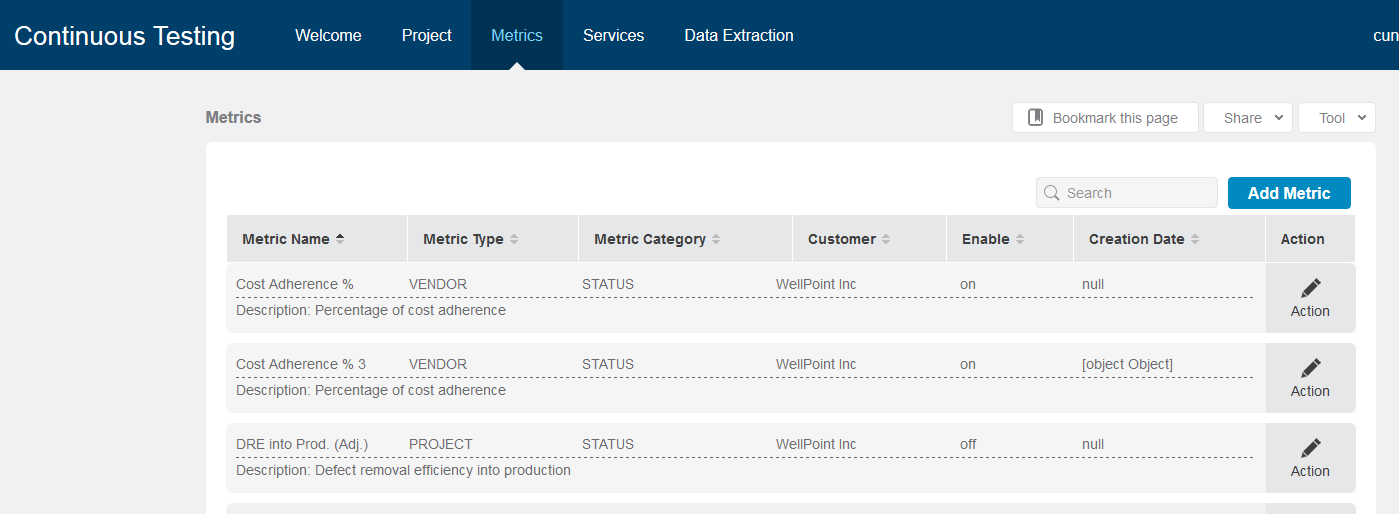 Continuous Testing Welcome Project Metrics Services Data Extraction cun
Metrics Bookmark this page Share Tool
Search Add Metric
Metric Name Metric Type Metric Category Customer Enable Creation Date Action
Cost Adherence % VENDOR STATUS WellPoint Inc on null
Description: Percentage of cost adherence Action
Cost Adherence % 3 VENDOR STATUS WellPoint Inc on [object Object]
Description: Percentage of cost adherence Action
DRE into Prod. (Adj.) PROJECT STATUS WellPoint Inc off null
Description: Defect removal efficiency into production Action